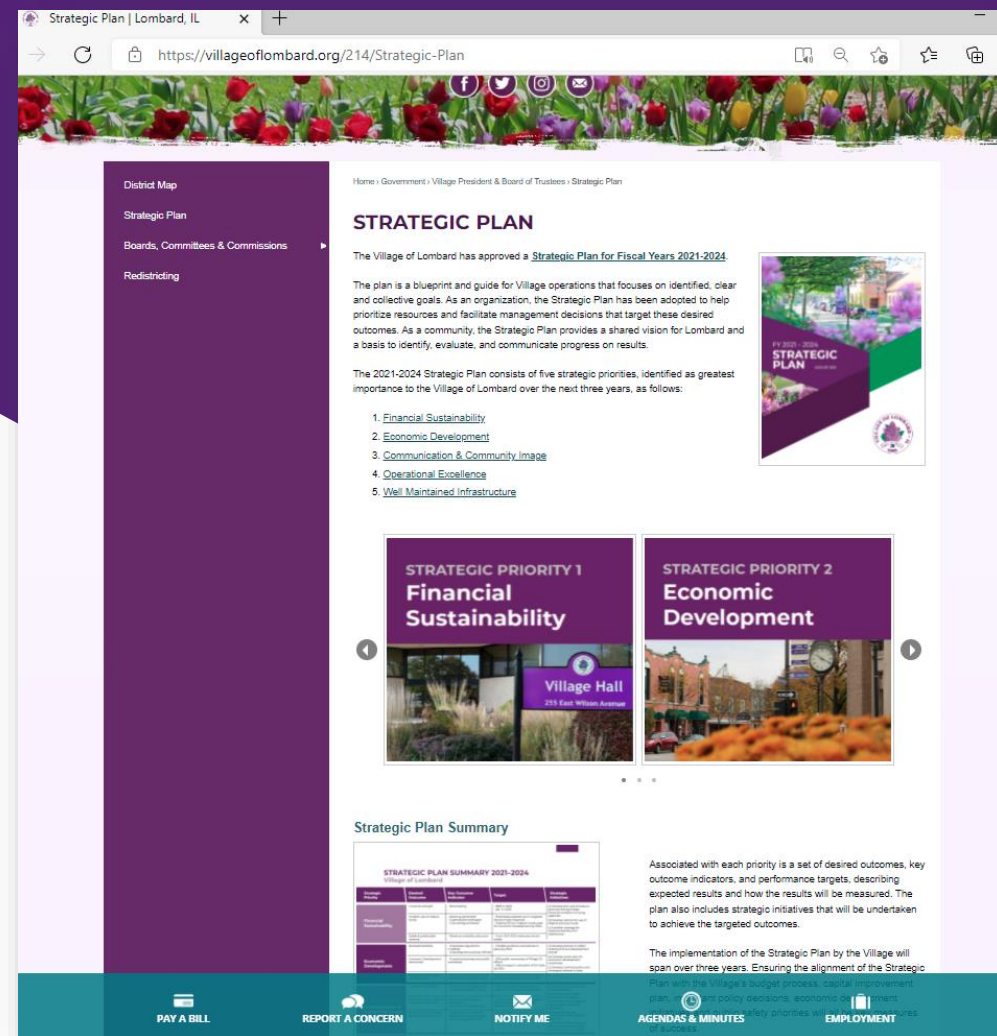 Strategic Plan | Lombard, IL
https://villageoflombard.org/214/Strategic-Plan
District Map
Strategic Plan
Boards, Committees & Commissions
Redistricting
Home › Government › Village President & Board of Trustees › Strategic Plan
STRATEGIC PLAN
The Village of Lombard has approved a Strategic Plan for Fiscal Years 2021-2024.
The plan is a blueprint and guide for Village operations that focuses on identified, clear
and collective goals. As an organization, the Strategic Plan has been adopted to help
prioritize resources and facilitate management decisions that target these desired
outcomes. As a community, the Strategic Plan provides a shared vision for Lombard and
a basis to identify, evaluate, and communicate progress on results.
The 2021-2024 Strategic Plan consists of five strategic priorities, identified as greatest
importance to the Village of Lombard over the next three years, as follows:
1. Financial Sustainability
2. Economic Development
3. Communication & Community Image
4. Operational Excellence
5. Well Maintained Infrastructure
FY 2021 - 2024
STRATEGIC
PLAN
STRATEGIC PRIORITY 1
Financial
Sustainability
Village Hall
255 East Wilson Avenue
STRATEGIC PRIORITY 2
Economic
Development
Strategic Plan Summary
STRATEGIC PLAN SUMMARY 2021-2024
Village of Lombard
Associated with each priority is a set of desired outcomes, key
outcome indicators, and performance targets, describing
expected results and how the results will be measured. The
plan also includes strategic initiatives that will be undertaken
to achieve the targeted outcomes.
The implementation of the Strategic Plan by the Village will
span over three years. Ensuring the alignment of the Strategic
Plan with the Village's budget process, capital improvement
plan, policy decisions, economic
safety priorities will measures
of success
PAY A BILL
REPORT A CONCERN
NOTIFY ME
AGENDAS & MINUTES
EMPLOYMENT